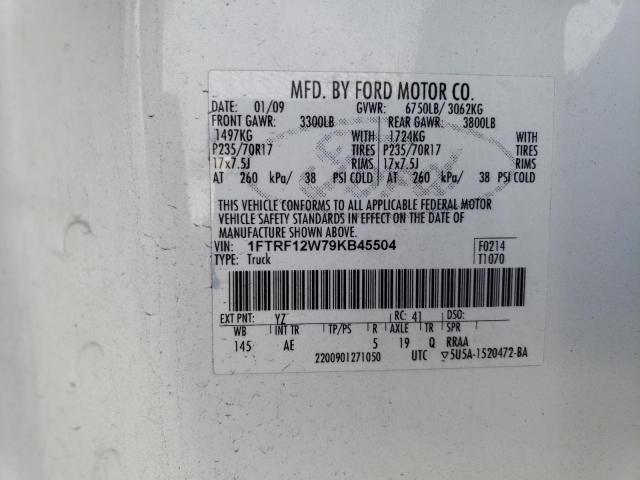 MFD. BY FORD MOTOR CO.
DATE: 01/09 GVWR: 6750LB/ 3062KG
FRONT GAWR: 3300LB REAR GAWR: 3800LB
1497KG WITH 1724KG WITH
P235/70R17 TIRES P235/70R17 TIRES
17x7.5J RIMS 17x7.5J RIMS
AT 260 kPa/ 38 PSI COLD AT 260 kPa/ 38 PSI COLD
THIS VEHICLE CONFORMS TO ALL APPLICABLE FEDERAL MOTOR
VEHICLE SAFETY STANDARDS IN EFFECT ON THE DATE OF
MANUFACTURE SHOWN ABOVE.
VIN: 1FTRF12W79KB45504 F0214
TYPE: Truck T1070
EXT PNT: YZ RC: 41 DSO:
WB INT TR TP/PS R AXLE TR SPR
145 AE 5 19 Q RRAA
2200901271050 UTC ▽5U5A-1520472-BA